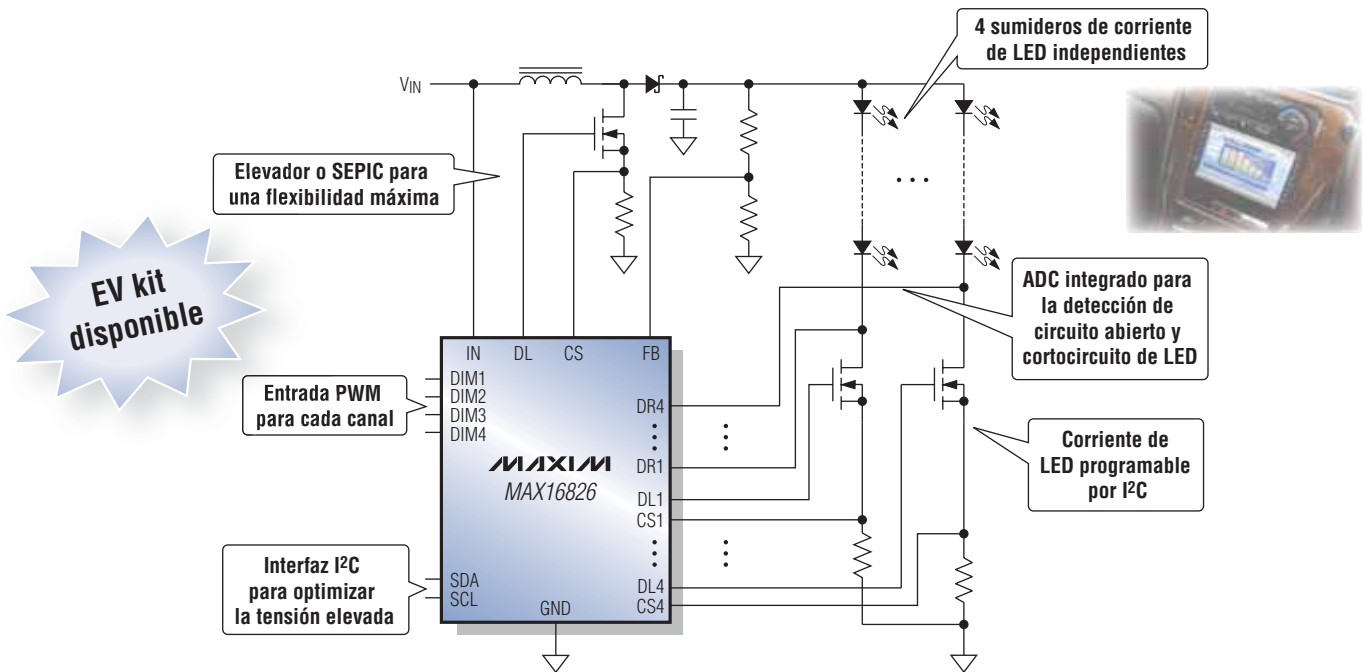 4 sumideros de corriente
de LED independientes
VIN
Elevador o SEPIC para
una flexibilidad máxima
EV kit
disponible
ADC integrado para
la detección de
circuito abierto y
cortocircuito de LED
IN DL CS FB
Entrada PWM
para cada canal
DIM1
DIM2
DIM3
DIM4
DR4
DR1
DL1
CS1
DL4
CS4
MAXIM
MAX16826
Corriente de
LED programable
por I²C
Interfaz I²C
para optimizar
la tensión elevada
SDA
SCL
GND